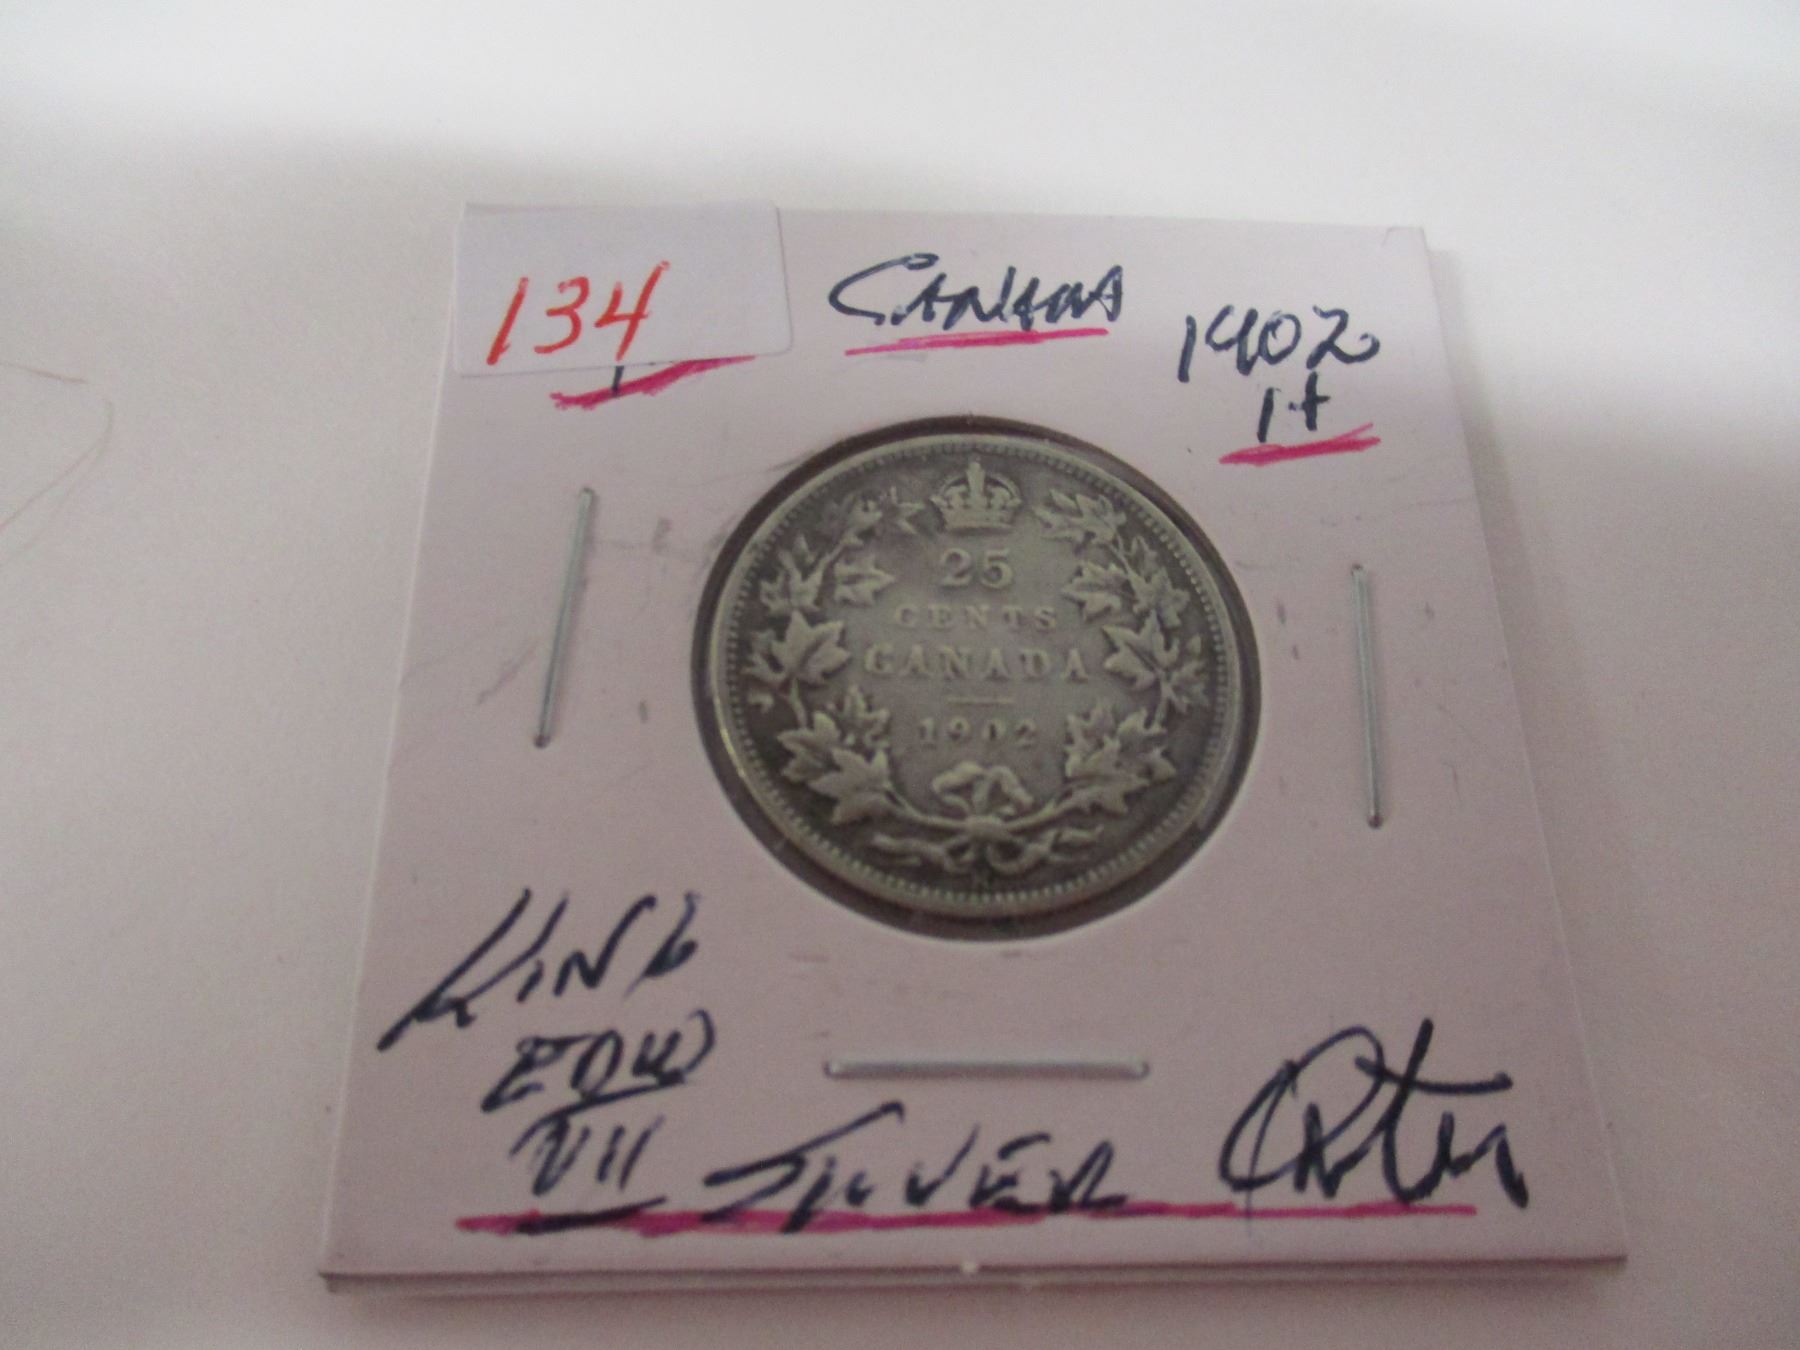 134
CANADA
1902
H
25
CENTS
CANADA
1902
H
KING
EDW
VII
SILVER
QRTR